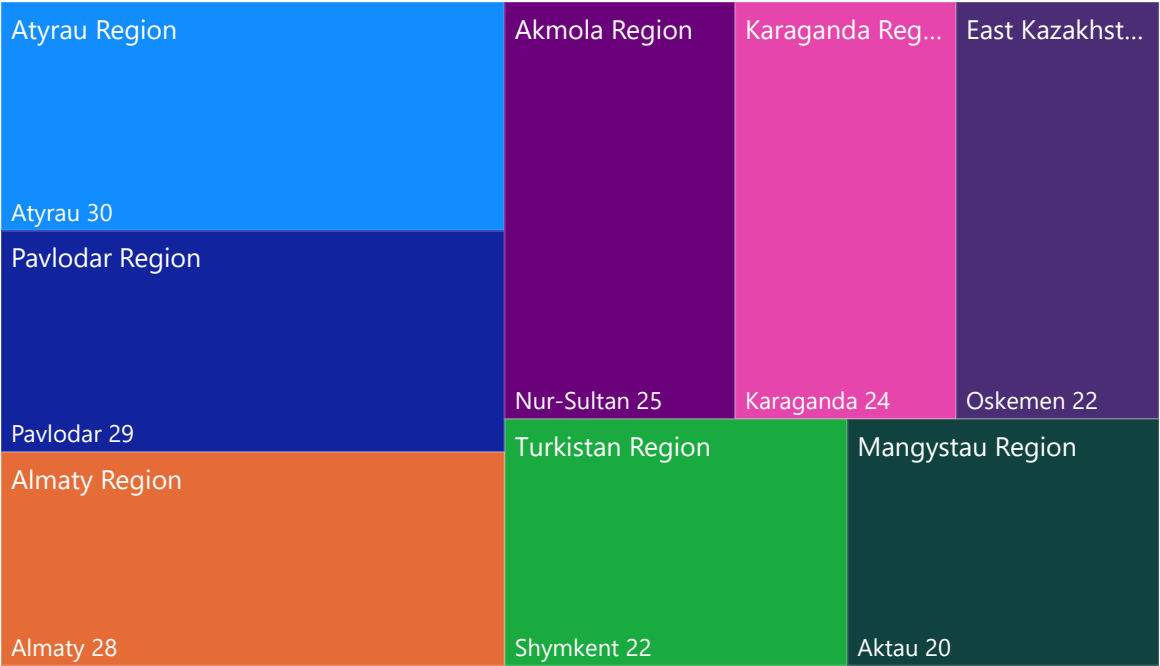 Atyrau Region
Atyrau 30
Pavlodar Region
Pavlodar 29
Almaty Region
Almaty 28
Akmola Region
Nur-Sultan 25
Karaganda Reg...
Karaganda 24
East Kazakhst...
Oskemen 22
Turkistan Region
Shymkent 22
Mangystau Region
Aktau 20